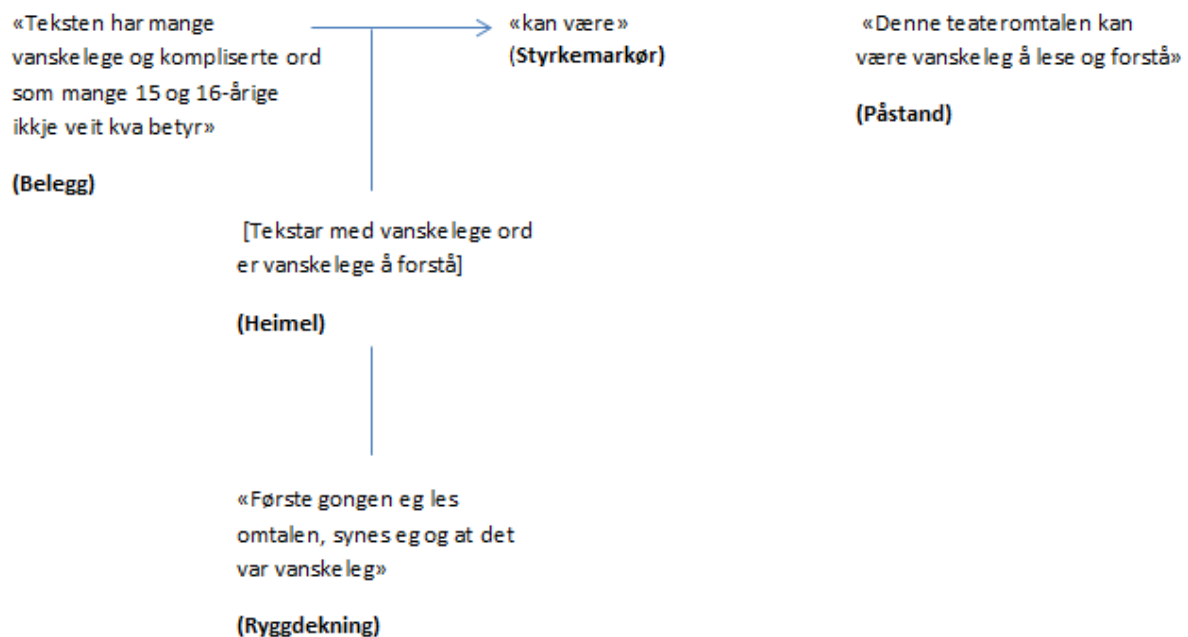 «Teksten har mange
vanskelege og kompliserte ord
som mange 15 og 16-årige
ikkje veit kva betyr»
(Belegg)
«kan være»
(Styrkemarkør)
«Denne teateromtalen kan
være vanskeleg å lese og forstå»
(Påstand)
[Tekstar med vanskelege ord
er vanskelege å forstå]
(Heimel)
«Første gongen eg les
omtalen, synes eg og at det
var vanskeleg»
(Ryggdekning)